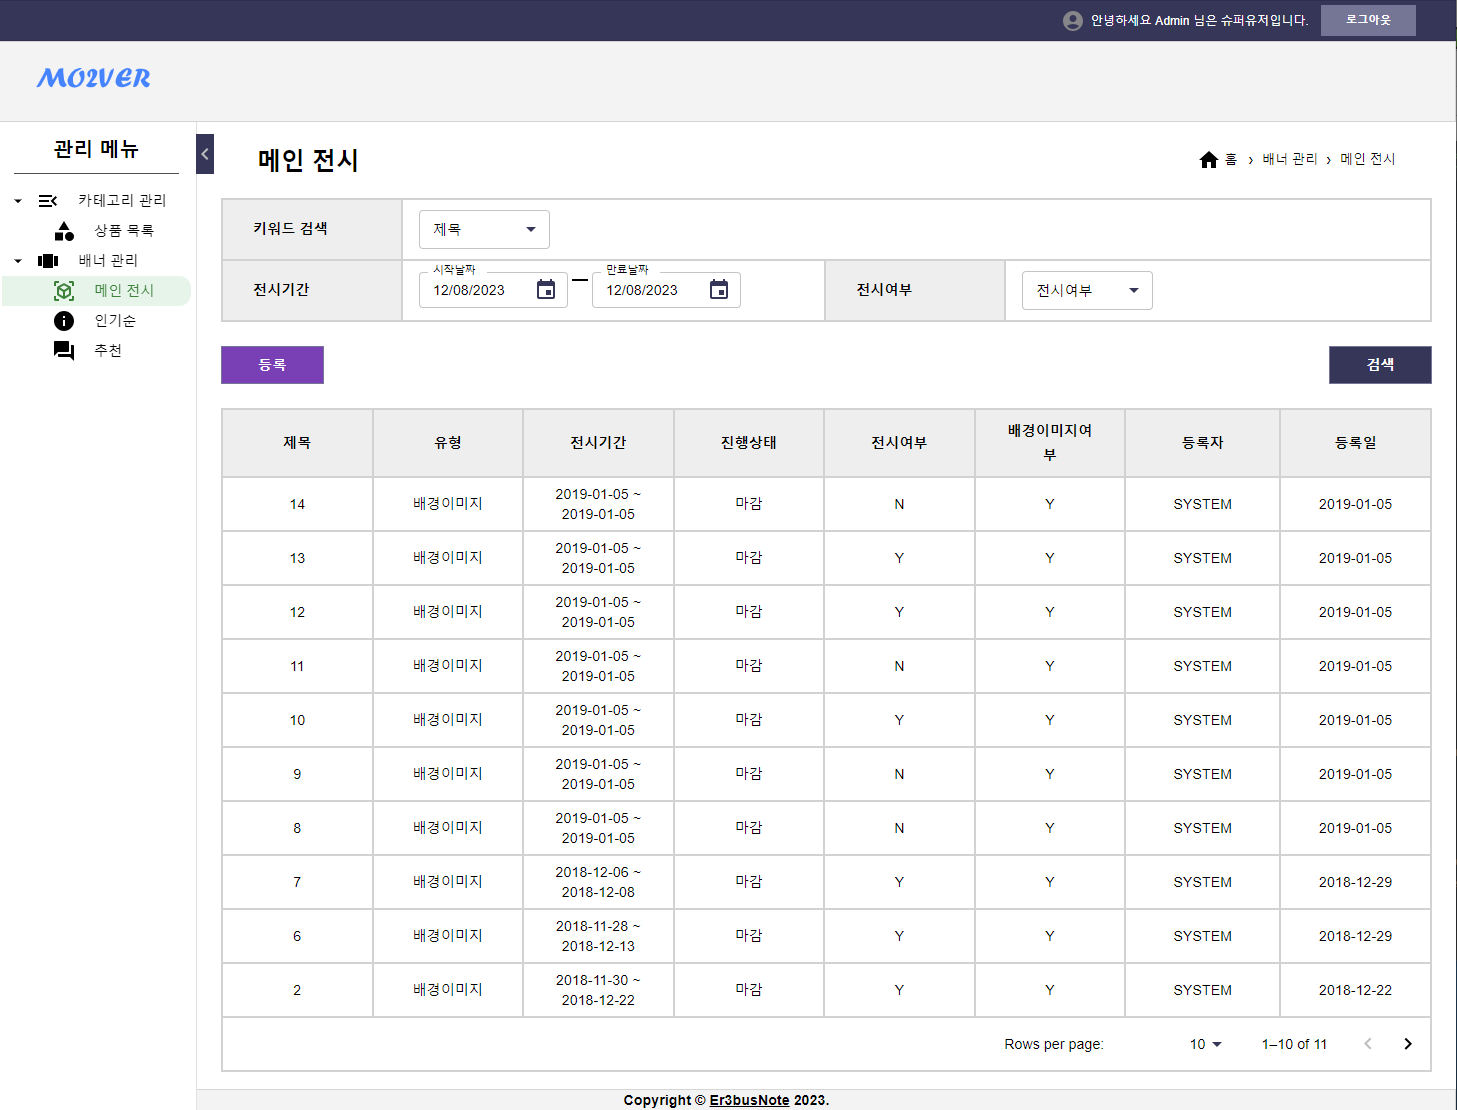 안녕하세요 Admin 님은 슈퍼유저입니다. 로그아웃
MO2VER
관리 메뉴
카테고리 관리
상품 목록
배너 관리
메인 전시
인기순
추천
메인 전시
홈 › 배너 관리 › 메인 전시
키워드 검색 제목
전시기간 시작날짜 12/08/2023 — 만료날짜 12/08/2023 전시여부 전시여부
등록 검색
제목 유형 전시기간 진행상태 전시여부 배경이미지여부 등록자 등록일
14 배경이미지 2019-01-05 ~ 2019-01-05 마감 N Y SYSTEM 2019-01-05
13 배경이미지 2019-01-05 ~ 2019-01-05 마감 Y Y SYSTEM 2019-01-05
12 배경이미지 2019-01-05 ~ 2019-01-05 마감 Y Y SYSTEM 2019-01-05
11 배경이미지 2019-01-05 ~ 2019-01-05 마감 N Y SYSTEM 2019-01-05
10 배경이미지 2019-01-05 ~ 2019-01-05 마감 Y Y SYSTEM 2019-01-05
9 배경이미지 2019-01-05 ~ 2019-01-05 마감 N Y SYSTEM 2019-01-05
8 배경이미지 2019-01-05 ~ 2019-01-05 마감 N Y SYSTEM 2019-01-05
7 배경이미지 2018-12-06 ~ 2018-12-08 마감 Y Y SYSTEM 2018-12-29
6 배경이미지 2018-11-28 ~ 2018-12-13 마감 Y Y SYSTEM 2018-12-29
2 배경이미지 2018-11-30 ~ 2018-12-22 마감 Y Y SYSTEM 2018-12-22
Rows per page: 10 1–10 of 11
Copyright © Er3busNote 2023.